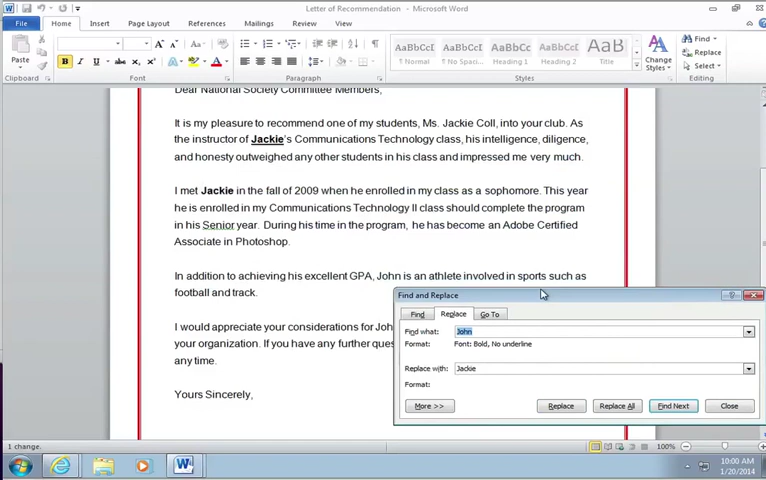 Letter of Recommendation - Microsoft Word
File Home Insert Page Layout References Mailings Review View
Paste
B I U abc x₂ x² A A
AaBbCcI AaBbCcI AaBbC AaBbCcI AaB
¶ Normal ¶ No Spaci... Heading 1 Heading 2 Title
Change Styles
Find
Replace
Select
Clipboard Font Paragraph Styles Editing
Dear National Society Committee Members,
It is my pleasure to recommend one of my students, Ms. Jackie Coll, into your club. As
the instructor of Jackie's Communications Technology class, his intelligence, diligence,
and honesty outweighed any other students in his class and impressed me very much.
I met Jackie in the fall of 2009 when he enrolled in my class as a sophomore. This year
he is enrolled in my Communications Technology II class should complete the program
in his Senior year. During his time in the program, he has become an Adobe Certified
Associate in Photoshop.
In addition to achieving his excellent GPA, John is an athlete involved in sports such as
football and track.
I would appreciate your considerations for John
your organization. If you have any further ques
any time.
Yours Sincerely,
Find and Replace
Find Replace Go To
Find what: John
Format: Font: Bold, No underline
Replace with: Jackie
Format:
More >> Replace Replace All Find Next Close
1 change.
100%
10:00 AM
1/20/2014